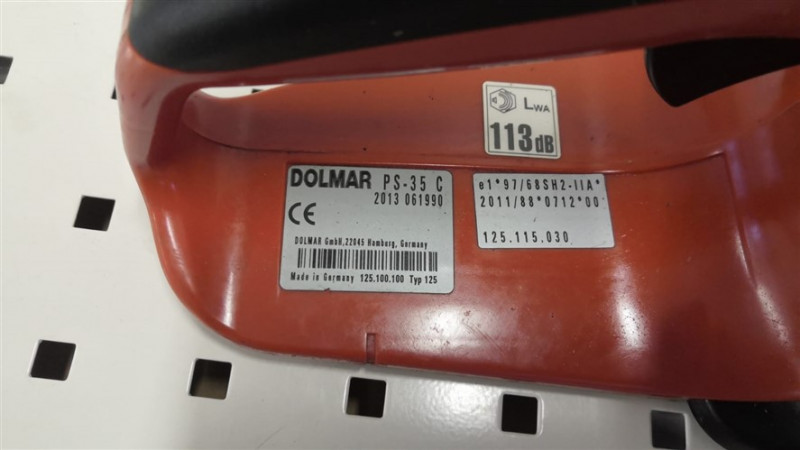 LWA
113dB
DOLMAR PS-35 C
2013 061990
CE
DOLMAR GmbH,22045 Hamburg, Germany
Made in Germany 125.100.100 Typ 125
e1*97/68SH2-IIA*
2011/88*0712*00
125.115.030